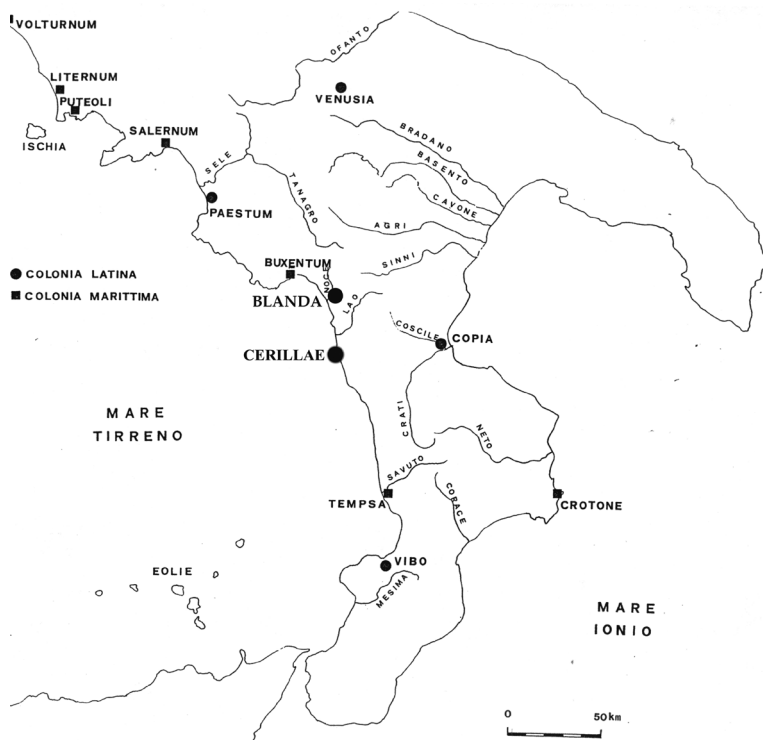 VOLTURNUM
OFANTO
LITERNUM
PUTEOLI
VENUSIA
ISCHIA
SALERNUM
BRADANO
BASENTO
SELE
TANAGRO
CAVONE
PAESTUM
AGRI
BUXENTUM
SINNI
COLONIA LATINA
NOCE
COLONIA MARITTIMA
BLANDA
LAO
COSCILE
COPIA
CERILLAE
MARE
TIRRENO
CRATI
NETO
SAVUTO
TEMPSA
CORACE
CROTONE
VIBO
EOLIE
MESIMA
MARE
IONIO
0 50km